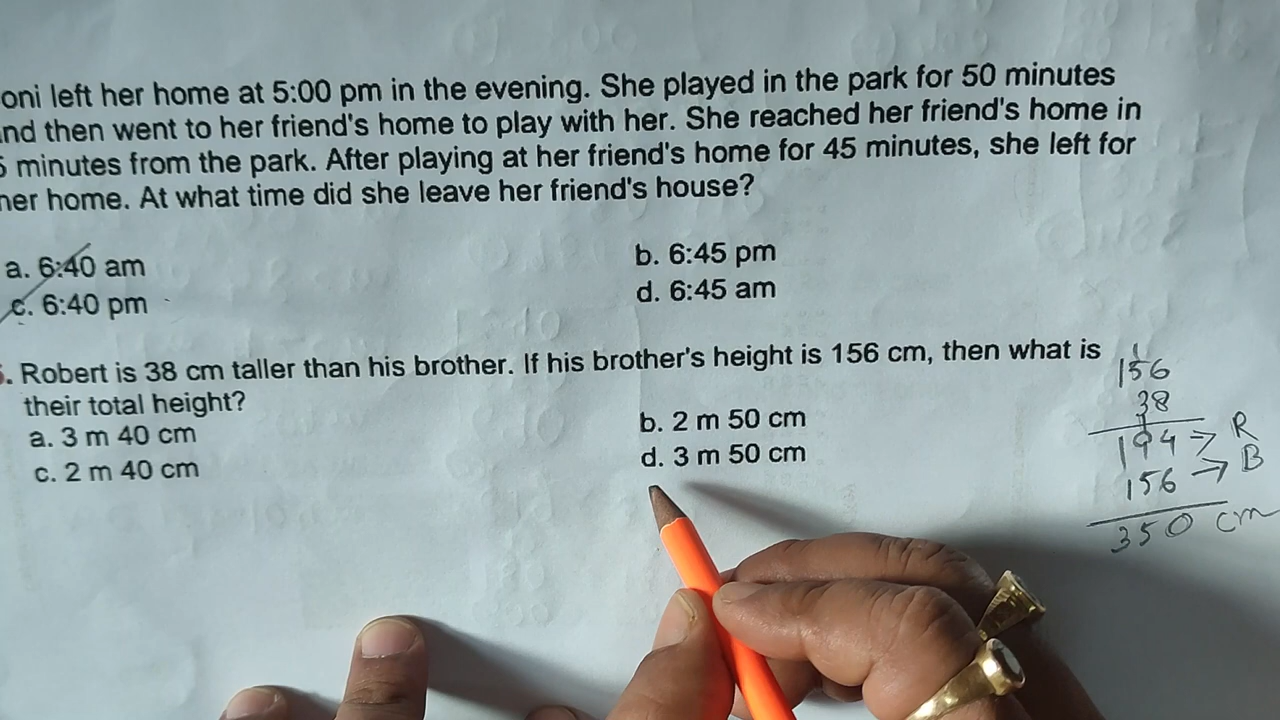 oni left her home at 5:00 pm in the evening. She played in the park for 50 minutes
nd then went to her friend's home to play with her. She reached her friend's home in
5 minutes from the park. After playing at her friend's home for 45 minutes, she left for
her home. At what time did she leave her friend's house?
a. 6:40 am
b. 6:45 pm
c. 6:40 pm
d. 6:45 am
. Robert is 38 cm taller than his brother. If his brother's height is 156 cm, then what is
their total height?
a. 3 m 40 cm
b. 2 m 50 cm
c. 2 m 40 cm
d. 3 m 50 cm
1
156
38
1
194 → R
156 → B
350 cm